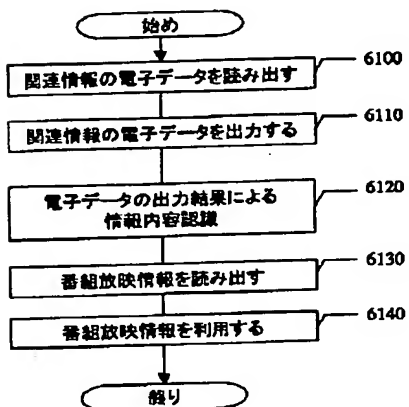 始め
関連情報の電子データを読み出す
6100
関連情報の電子データを出力する
6110
電子データの出力結果による
情報内容認識
6120
番組放映情報を読み出す
6130
番組放映情報を利用する
6140
終り